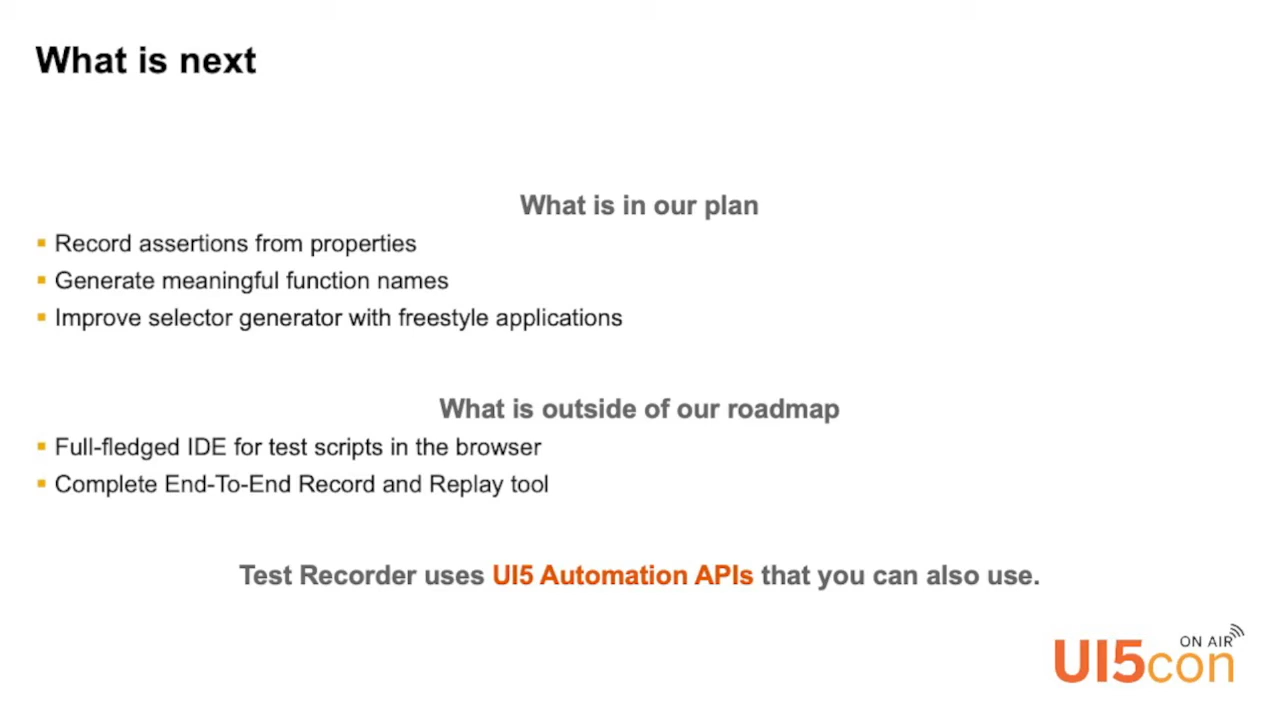 What is next
What is in our plan
Record assertions from properties
Generate meaningful function names
Improve selector generator with freestyle applications
What is outside of our roadmap
Full-fledged IDE for test scripts in the browser
Complete End-To-End Record and Replay tool
Test Recorder uses UI5 Automation APIs that you can also use.
ON AIR
UI5con